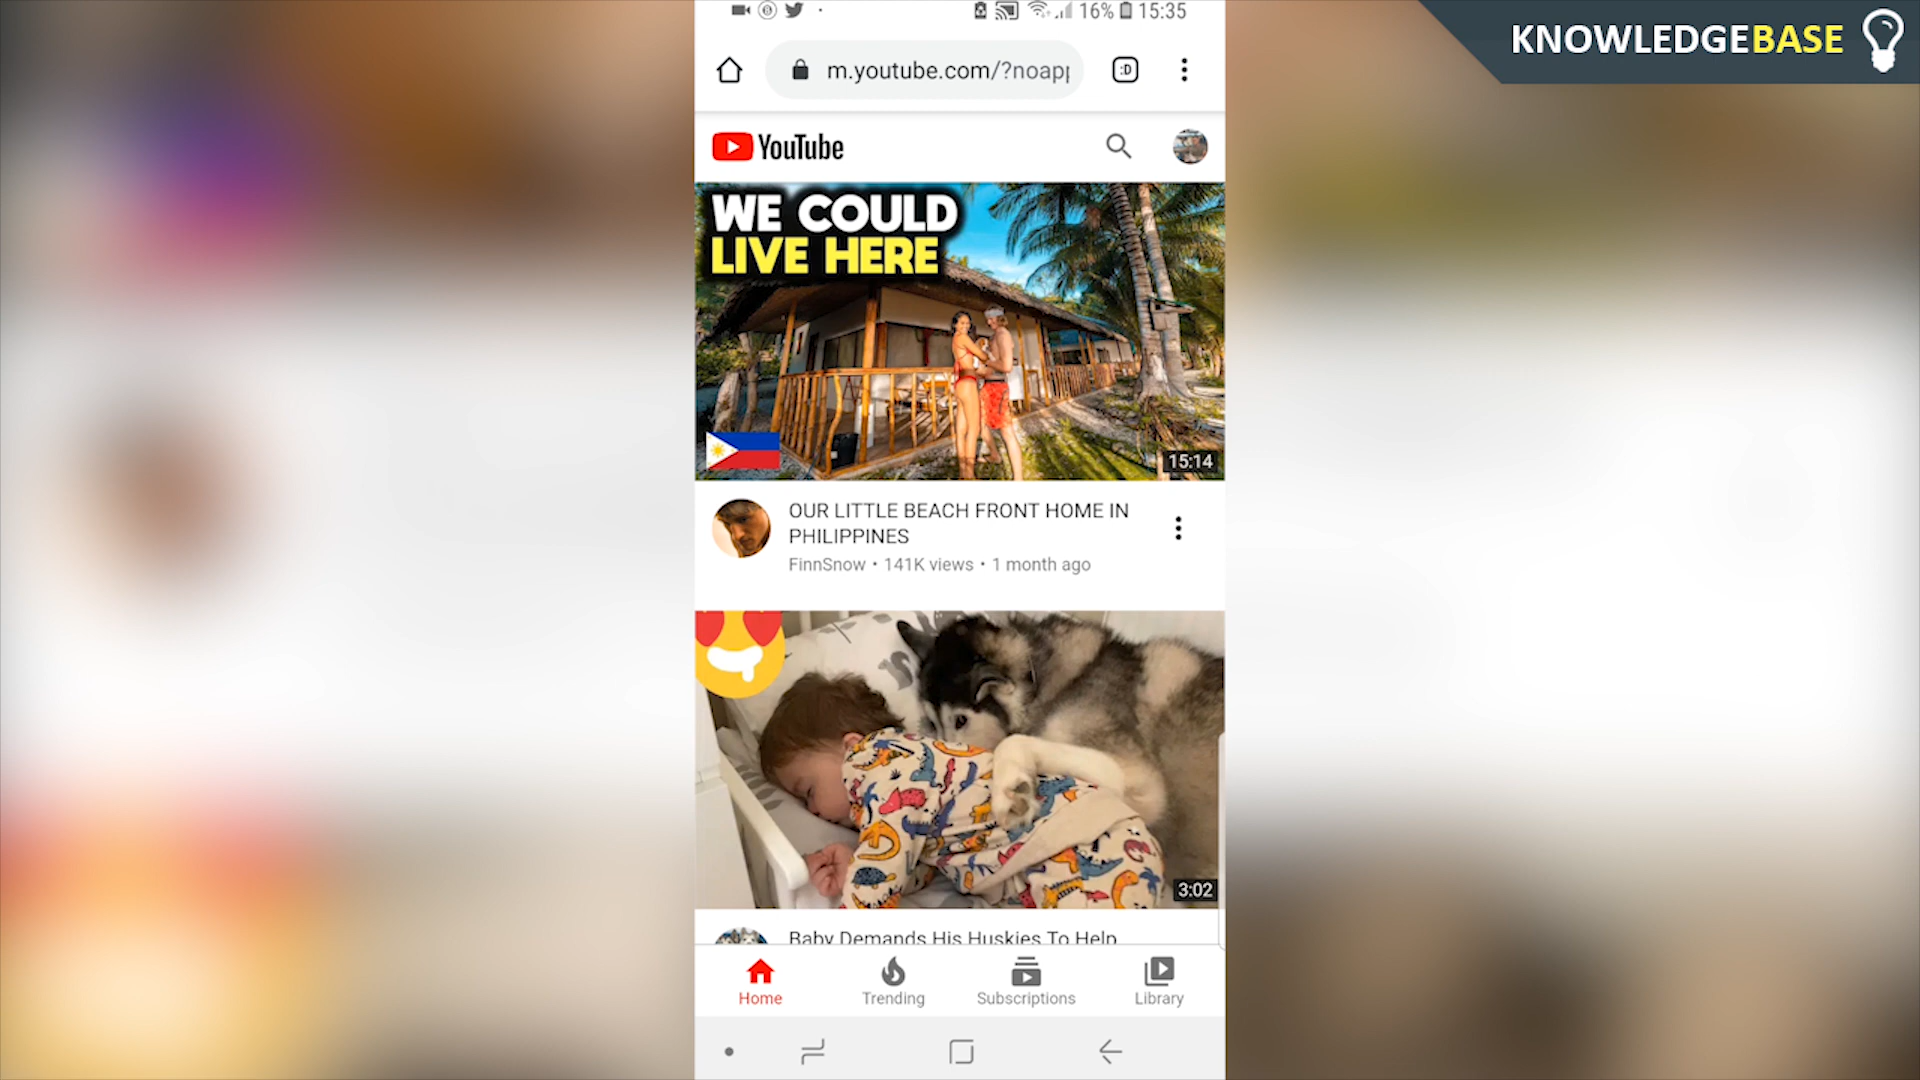 16% 15:35
KNOWLEDGEBASE
m.youtube.com/?noapp
:D
YouTube
WE COULD
LIVE HERE
15:14
OUR LITTLE BEACH FRONT HOME IN
PHILIPPINES
FinnSnow • 141K views • 1 month ago
3:02
Baby Demands His Huskies To Help
Home
Trending
Subscriptions
Library